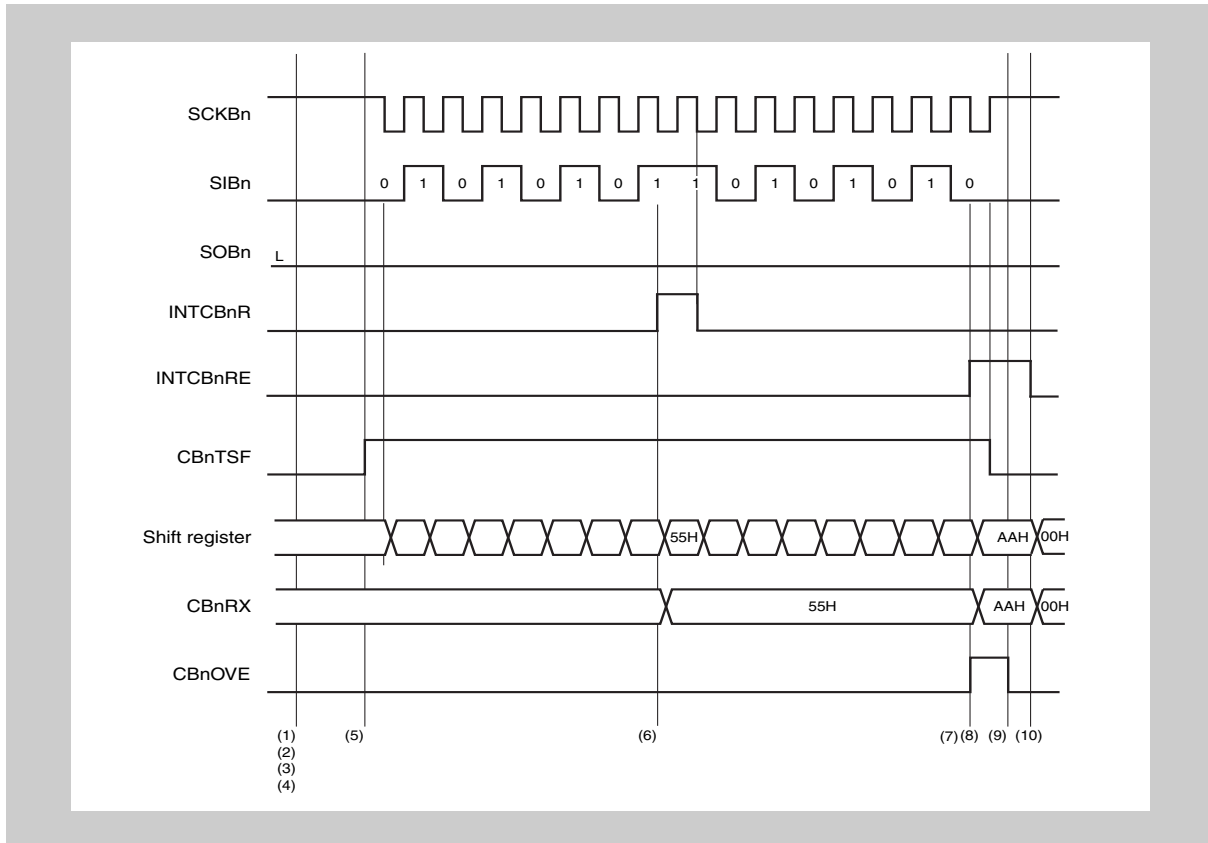 SCKBn
SIBn
0 1 0 1 0 1 0 1 1 0 1 0 1 0 1 0
SOBn L
INTCBnR
INTCBnRE
CBnTSF
Shift register 55H AAH 00H
CBnRX 55H AAH 00H
CBnOVE
(1) (5) (6) (7) (8) (9) (10)
(2)
(3)
(4)